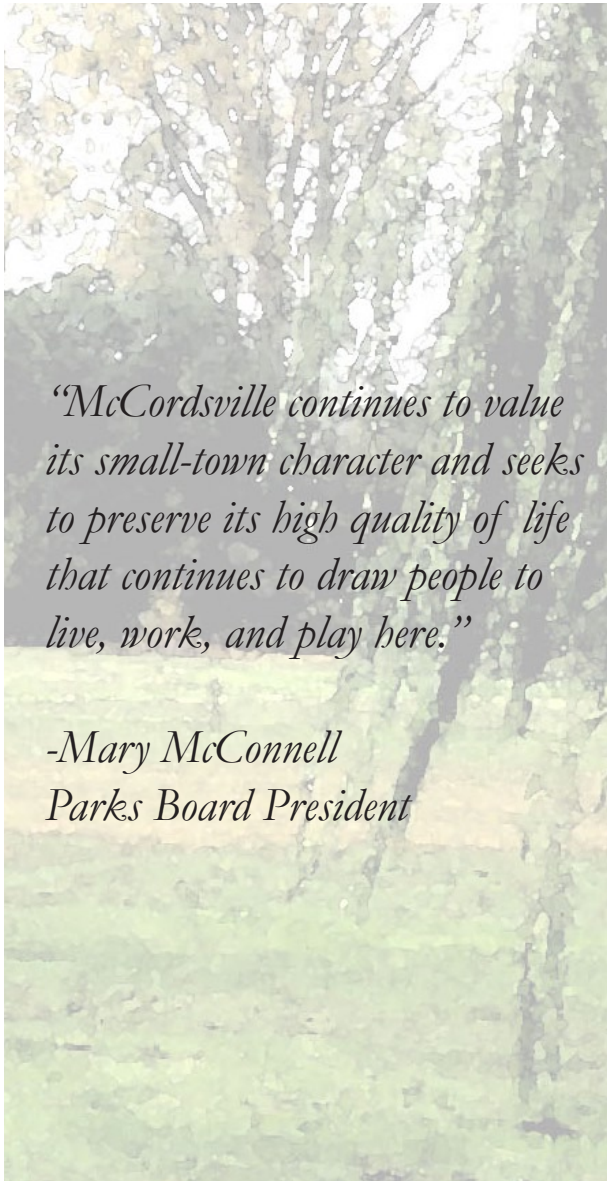 “McCordsville continues to value
its small-town character and seeks
to preserve its high quality of life
that continues to draw people to
live, work, and play here.”
-Mary McConnell
Parks Board President